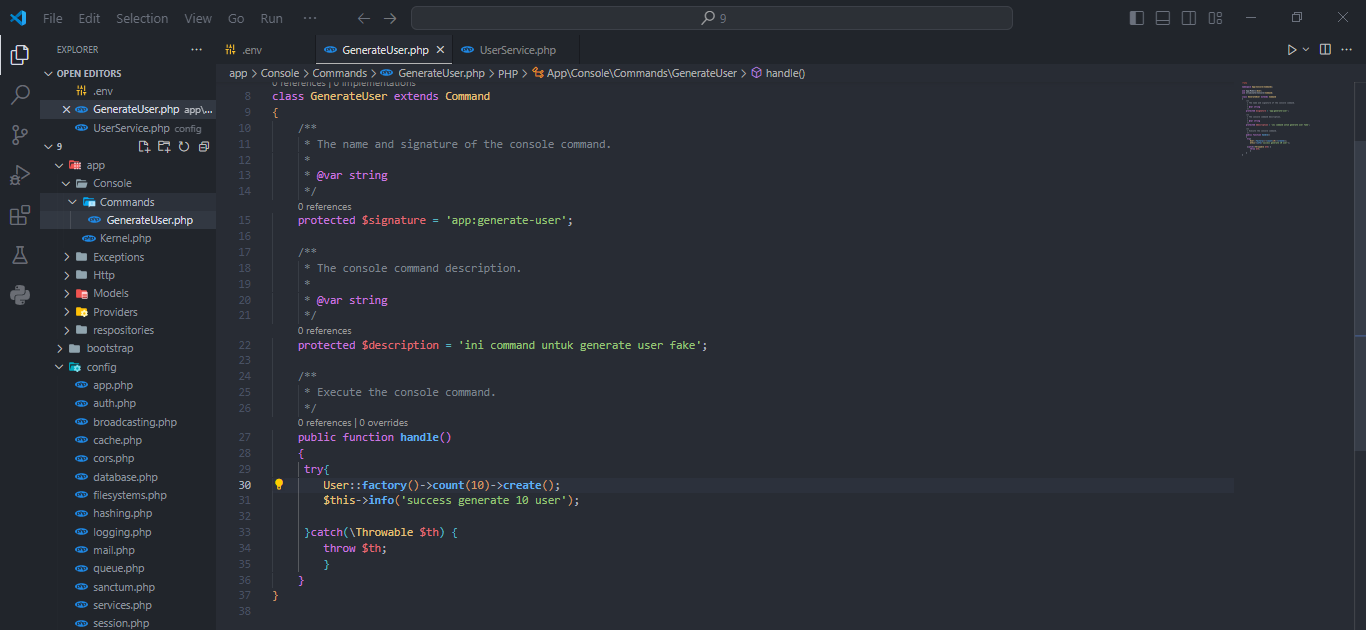 File Edit Selection View Go Run ··· 9
EXPLORER ···
OPEN EDITORS
.env
GenerateUser.php app\...
UserService.php config
9
app
Console
Commands
GenerateUser.php
Kernel.php
Exceptions
Http
Models
Providers
respositories
bootstrap
config
app.php
auth.php
broadcasting.php
cache.php
cors.php
database.php
filesystems.php
hashing.php
logging.php
mail.php
queue.php
sanctum.php
services.php
session.php
.env GenerateUser.php UserService.php
app > Console > Commands > GenerateUser.php > PHP > App\Console\Commands\GenerateUser > handle()
0 references | 0 implementations
8 class GenerateUser extends Command
9 {
10 /**
11 * The name and signature of the console command.
12 *
13 * @var string
14 */
0 references
15 protected $signature = 'app:generate-user';
16
17 /**
18 * The console command description.
19 *
20 * @var string
21 */
0 references
22 protected $description = 'ini command untuk generate user fake';
23
24 /**
25 * Execute the console command.
26 */
0 references | 0 overrides
27 public function handle()
28 {
29 try{
30 User::factory()->count(10)->create();
31 $this->info('success generate 10 user');
32
33 }catch(\Throwable $th) {
34 throw $th;
35 }
36 }
37 }
38